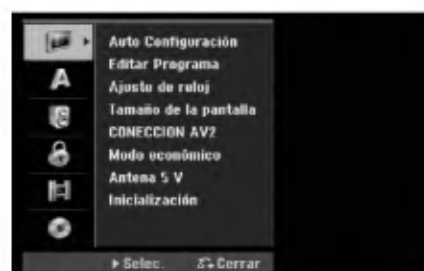 Auto Configuración
Editar Programa
A
Ajuste de reloj
Tamaño de la pantalla
CONECCION AV2
Modo económico
Antena 5 V
Inicialización
Selec. Cerrar